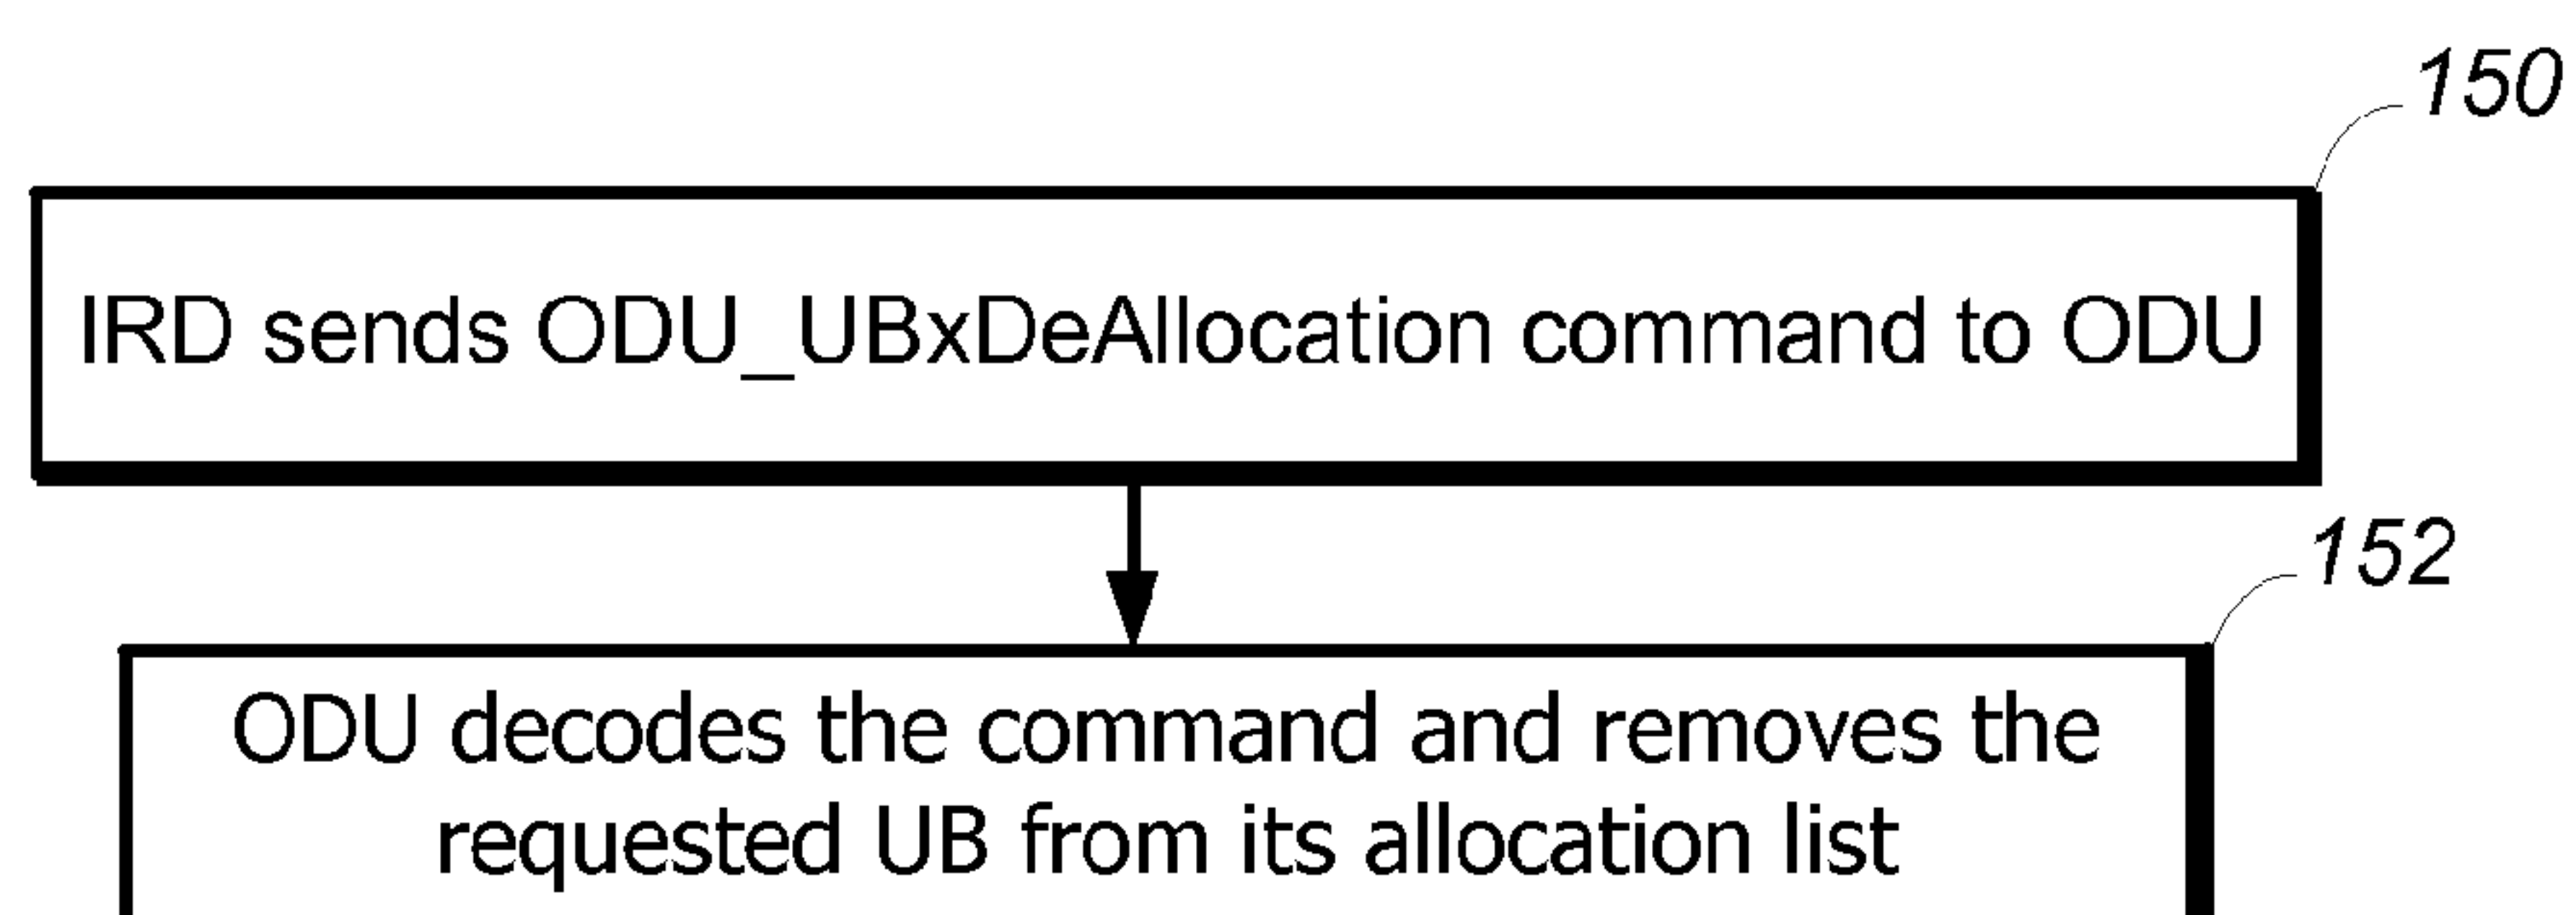 150
IRD sends ODU_UBxDeAllocation command to ODU
152
ODU decodes the command and removes the
requested UB from its allocation list